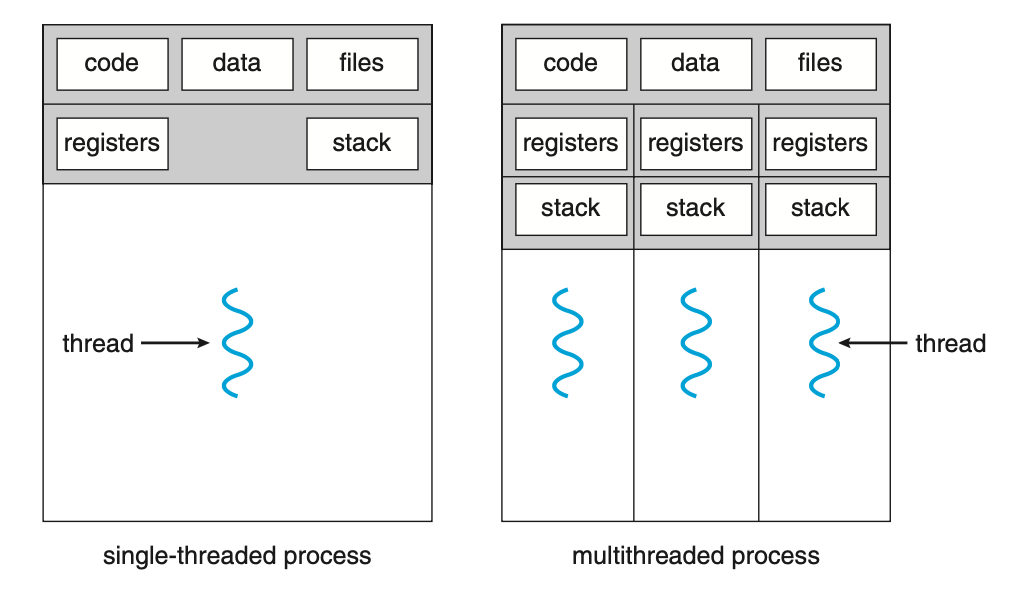 code data files
registers stack
thread
single-threaded process
code data files
registers registers registers
stack stack stack
thread
multithreaded process